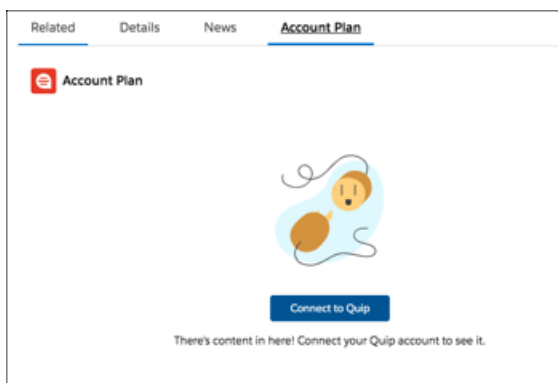 Related Details News Account Plan
Account Plan
Connect to Quip
There's content in here! Connect your Quip account to see it.